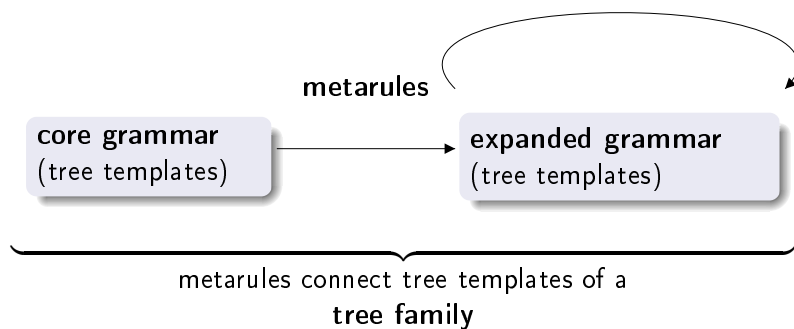 metarules
core grammar
(tree templates)
expanded grammar
(tree templates)
metarules connect tree templates of a
tree family